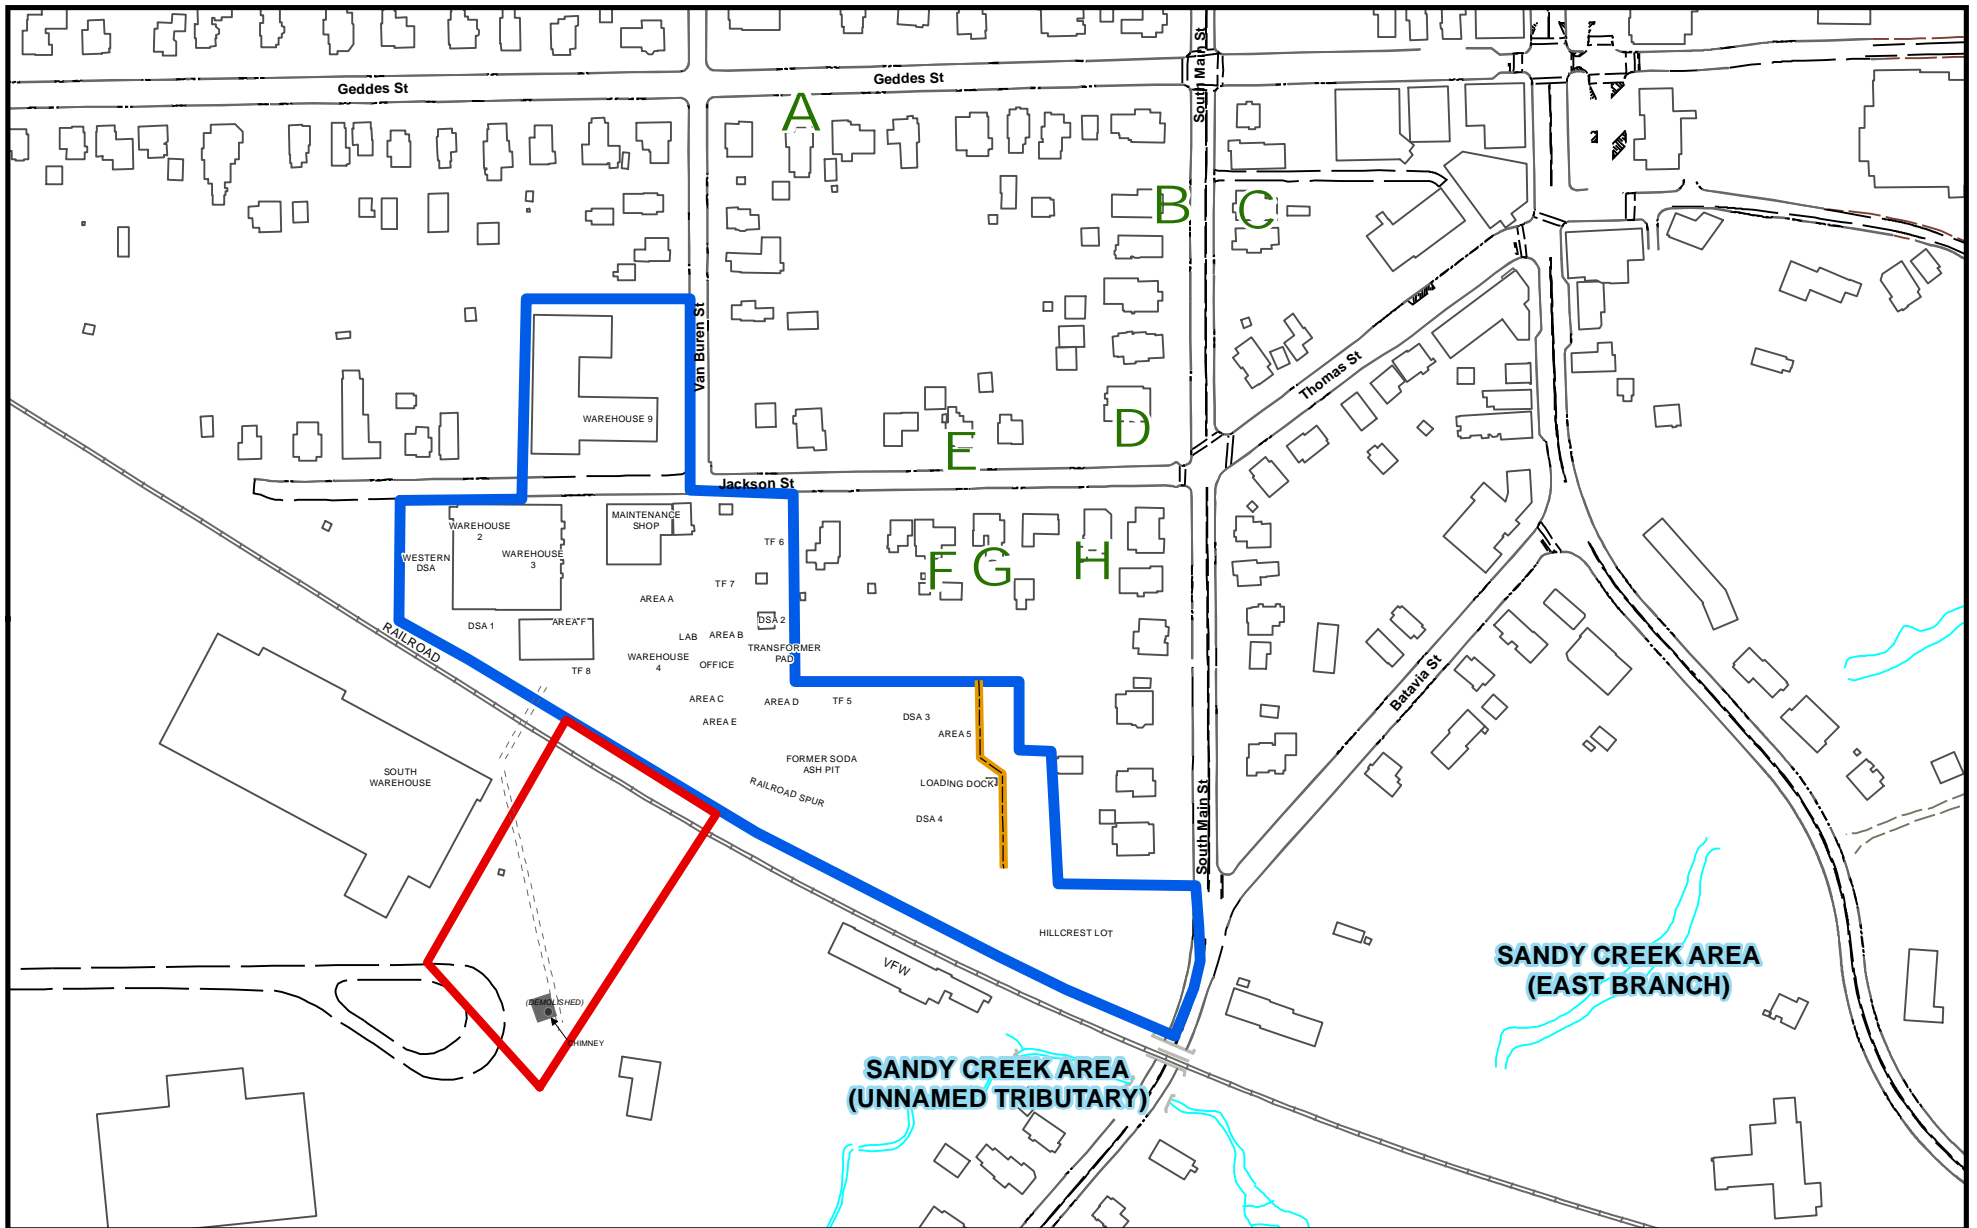 South Main St
Geddes St
Geddes St
A
B
C
Van Buren St
Thomas St
WAREHOUSE 9
D
E
Jackson St
MAINTENANCE
SHOP
WAREHOUSE
2
WAREHOUSE
3
WESTERN
DSA
TF 6
F
G
H
TF 7
AREA A
DSA 1
AREA F
DSA 2
LAB
AREA B
RAILROAD
WAREHOUSE
4
OFFICE
TRANSFORMER
PAD
TF 8
AREA C
AREA D
TF 5
Batavia St
AREA E
DSA 3
AREA 5
FORMER SODA
ASH PIT
SOUTH
WAREHOUSE
RAILROAD SPUR
LOADING DOCK
DSA 4
South Main St
HILLCREST LOT
VFW
SANDY CREEK AREA
(EAST BRANCH)
(DEMOLISHED)
CHIMNEY
SANDY CREEK AREA
(UNNAMED TRIBUTARY)